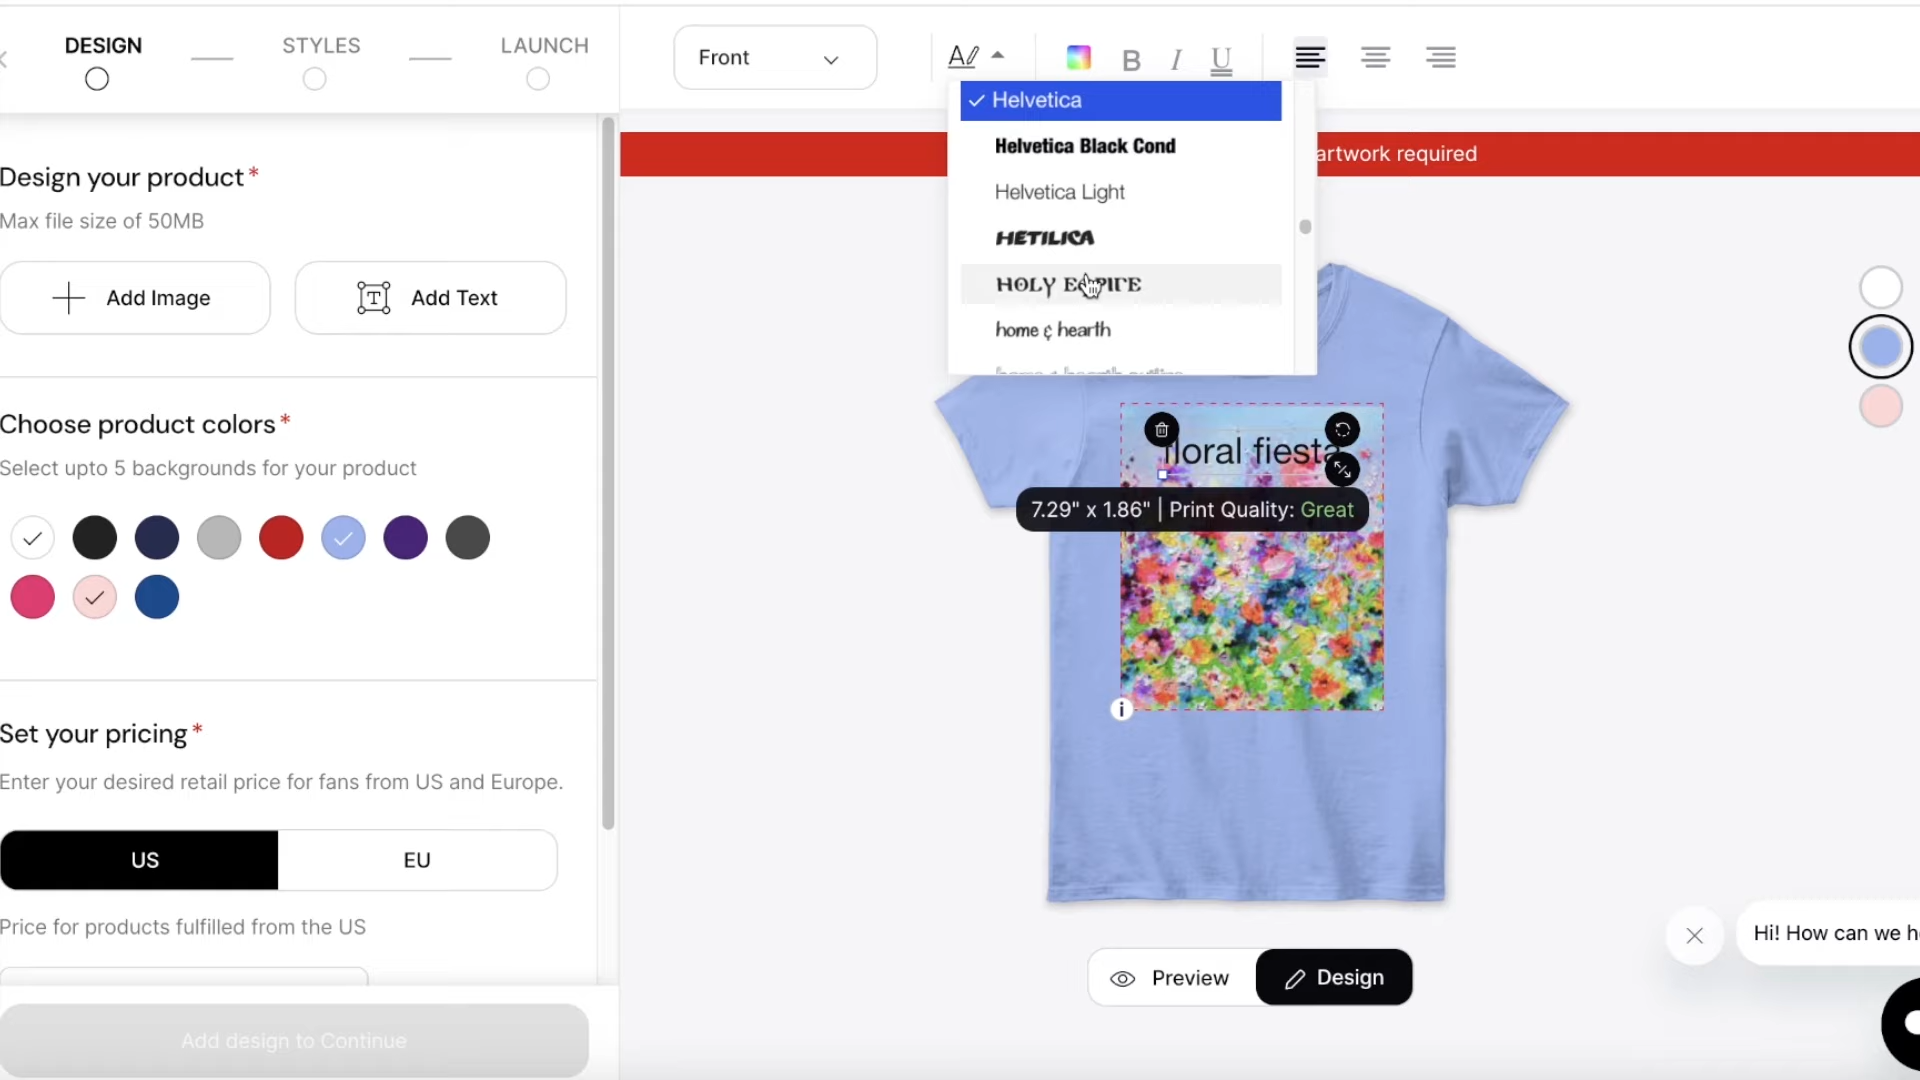 DESIGN
STYLES
LAUNCH
Front
B
I
U
Helvetica
Helvetica Black Cond
Helvetica Light
HETILICA
home & hearth
artwork required
Design your product*
Max file size of 50MB
Add Image
T
Add Text
Choose product colors*
Select upto 5 backgrounds for your product
floral fiesta
7.29" x 1.86" | Print Quality: Great
i
Set your pricing*
Enter your desired retail price for fans from US and Europe.
US
EU
Price for products fulfilled from the US
Preview
Design
Hi! How can we
Add design to Continue